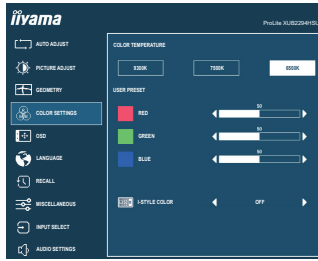 iiyama
ProLite XUB2294HSU
AUTO ADJUST
PICTURE ADJUST
GEOMETRY
COLOR SETTINGS
OSD
LANGUAGE
RECALL
MISCELLANEOUS
INPUT SELECT
AUDIO SETTINGS
COLOR TEMPERATURE
9300K
7500K
6500K
USER PRESET
RED
50
GREEN
50
BLUE
50
I-STYLE COLOR
OFF